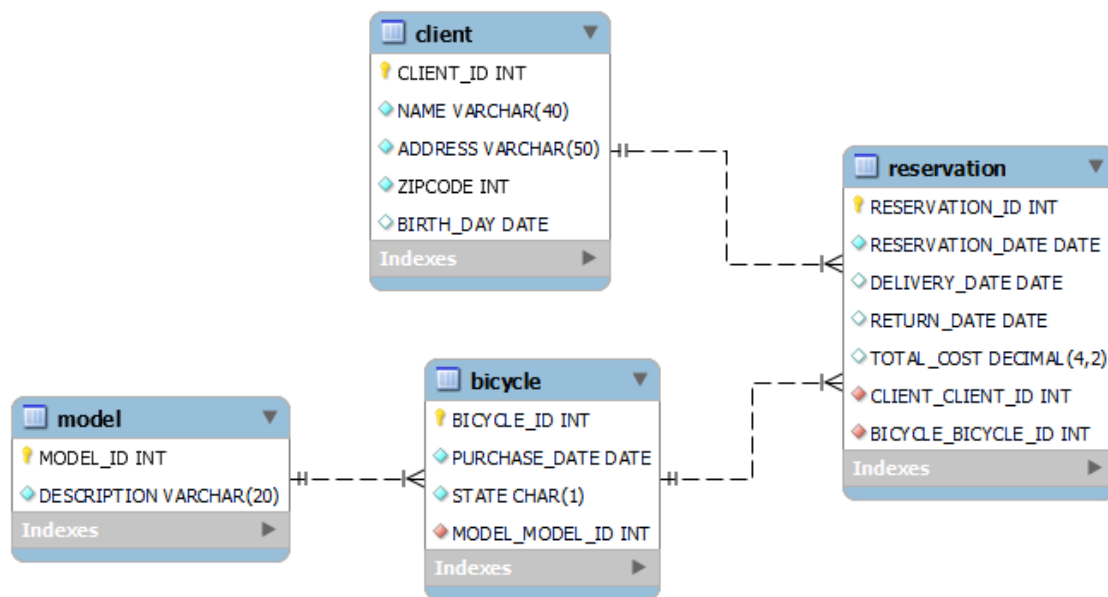 client
CLIENT_ID INT
NAME VARCHAR(40)
ADDRESS VARCHAR(50)
ZIPCODE INT
BIRTH_DAY DATE
Indexes
reservation
RESERVATION_ID INT
RESERVATION_DATE DATE
DELIVERY_DATE DATE
RETURN_DATE DATE
TOTAL_COST DECIMAL(4,2)
CLIENT_CLIENT_ID INT
BICYCLE_BICYCLE_ID INT
Indexes
model
MODEL_ID INT
DESCRIPTION VARCHAR(20)
Indexes
bicycle
BICYCLE_ID INT
PURCHASE_DATE DATE
STATE CHAR(1)
MODEL_MODEL_ID INT
Indexes